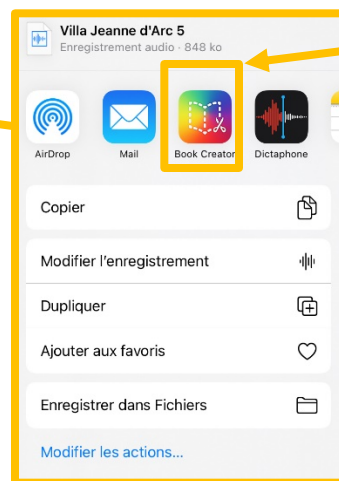 Villa Jeanne d'Arc 5
Enregistrement audio · 848 ko
AirDrop Mail Book Creator Dictaphone
Copier
Modifier l'enregistrement
Dupliquer
Ajouter aux favoris
Enregistrer dans Fichiers
Modifier les actions...